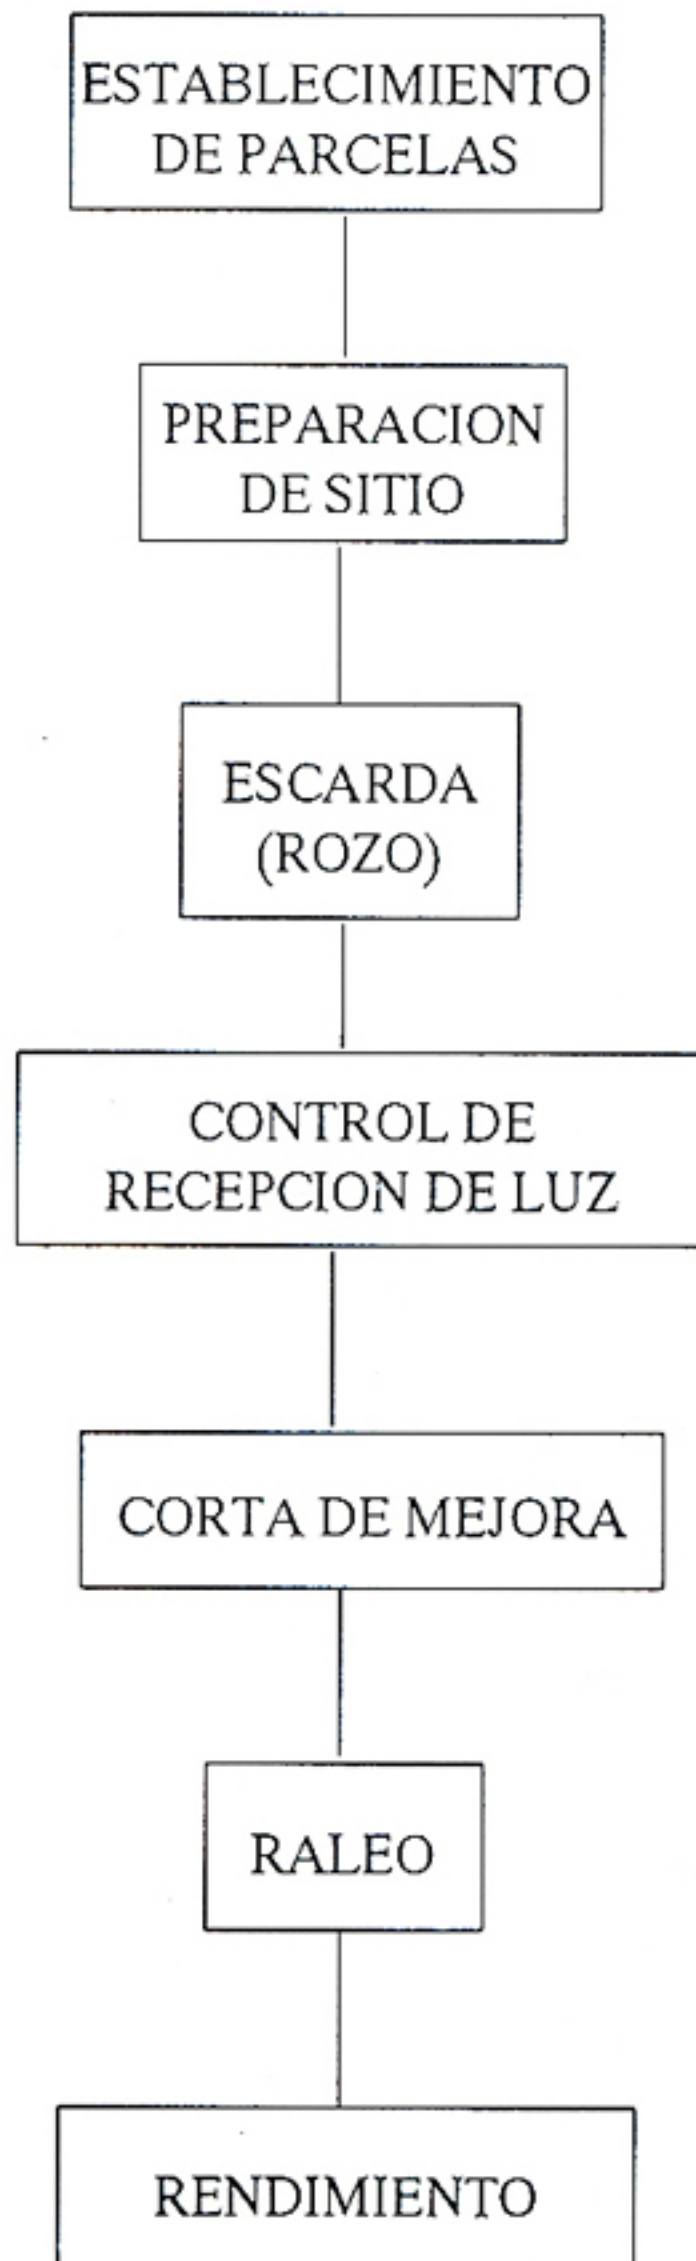 ESTABLECIMIENTO
DE PARCELAS
PREPARACION
DE SITIO
ESCARDA
(ROZO)
CONTROL DE
RECEPCION DE LUZ
CORTA DE MEJORA
RALEO
RENDIMIENTO